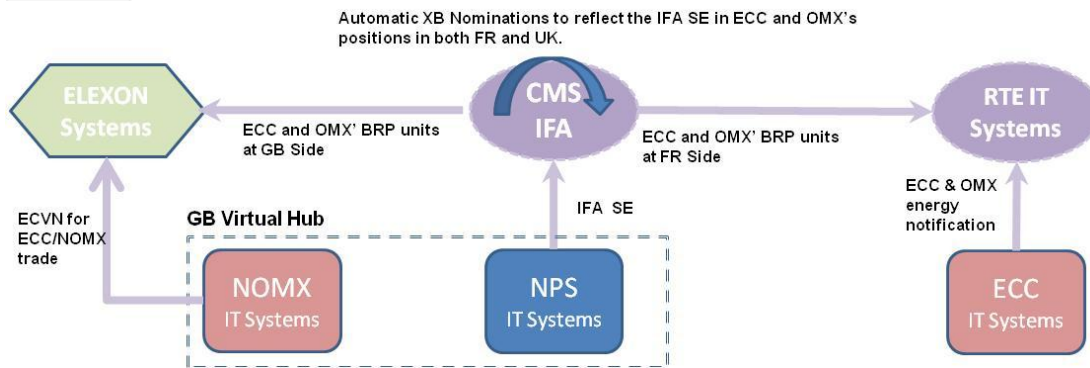 Automatic XB Nominations to reflect the IFA SE in ECC and OMX's
positions in both FR and UK.
ELEXON
Systems
CMS
IFA
RTE IT
Systems
ECC and OMX' BRP units
at GB Side
ECC and OMX' BRP units
at FR Side
ECVN for
ECC/NOMX
trade
GB Virtual Hub
IFA SE
ECC & OMX
energy
notification
NOMX
IT Systems
NPS
IT Systems
ECC
IT Systems